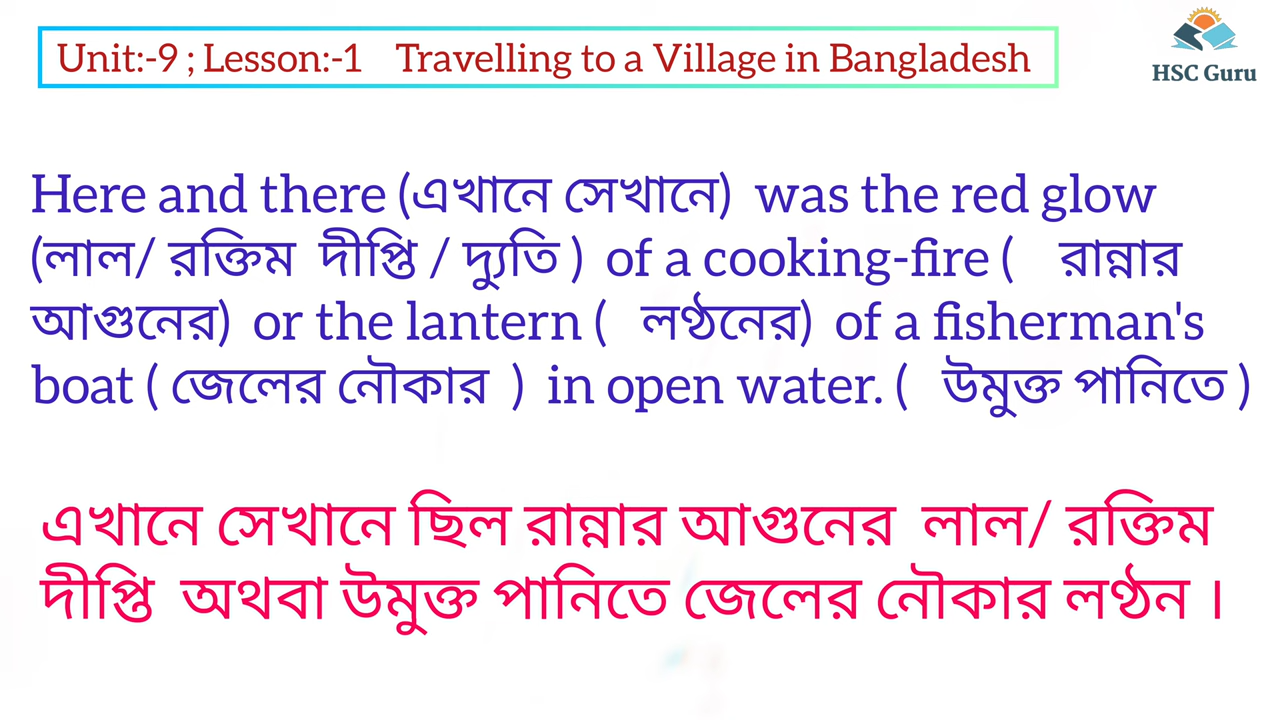 Unit:-9 ; Lesson:-1 Travelling to a Village in Bangladesh
HSC Guru
Here and there (এখানে সেখানে) was the red glow
(লাল/ রক্তিম দীপ্তি / দ্যুতি ) of a cooking-fire ( রান্নার
আগুনের) or the lantern ( লণ্ঠনের) of a fisherman's
boat ( জেলের নৌকার ) in open water. ( উমুক্ত পানিতে )
এখানে সেখানে ছিল রান্নার আগুনের লাল/ রক্তিম
দীপ্তি অথবা উমুক্ত পানিতে জেলের নৌকার লণ্ঠন ।